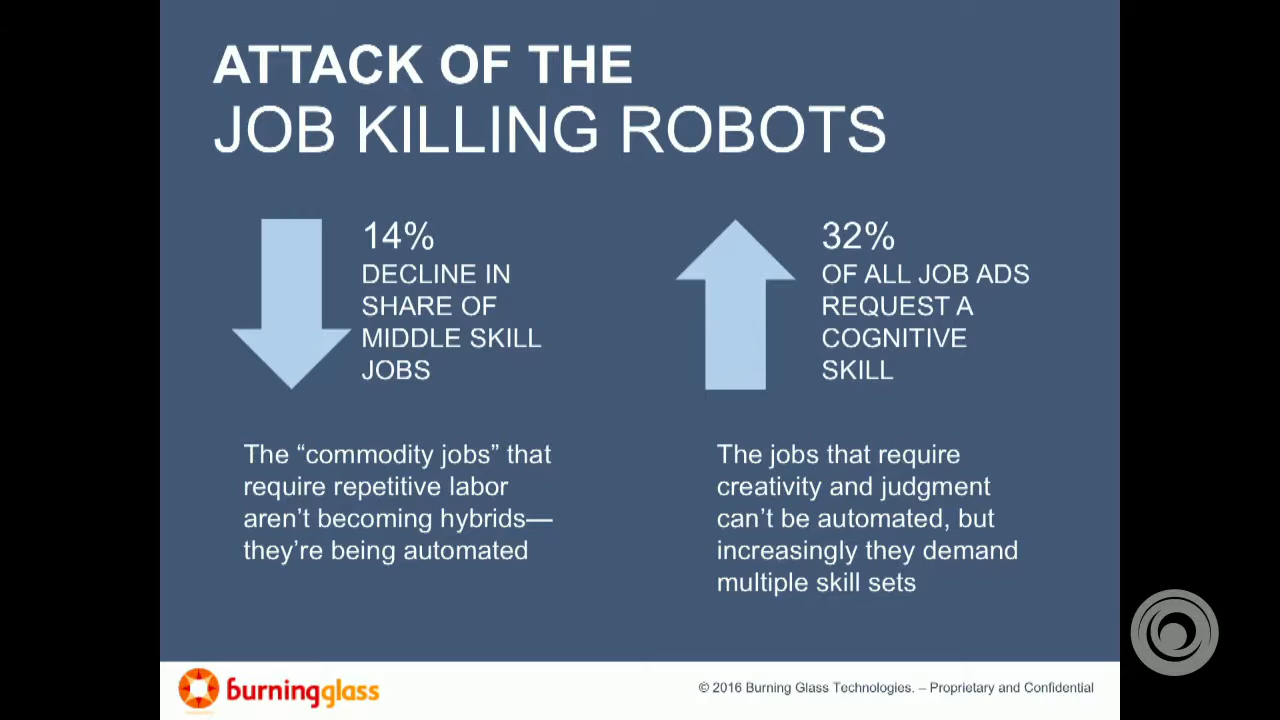 ATTACK OF THE
JOB KILLING ROBOTS
14%
DECLINE IN
SHARE OF
MIDDLE SKILL
JOBS
The “commodity jobs” that
require repetitive labor
aren’t becoming hybrids—
they’re being automated
32%
OF ALL JOB ADS
REQUEST A
COGNITIVE
SKILL
The jobs that require
creativity and judgment
can’t be automated, but
increasingly they demand
multiple skill sets
burningglass
© 2016 Burning Glass Technologies. – Proprietary and Confidential